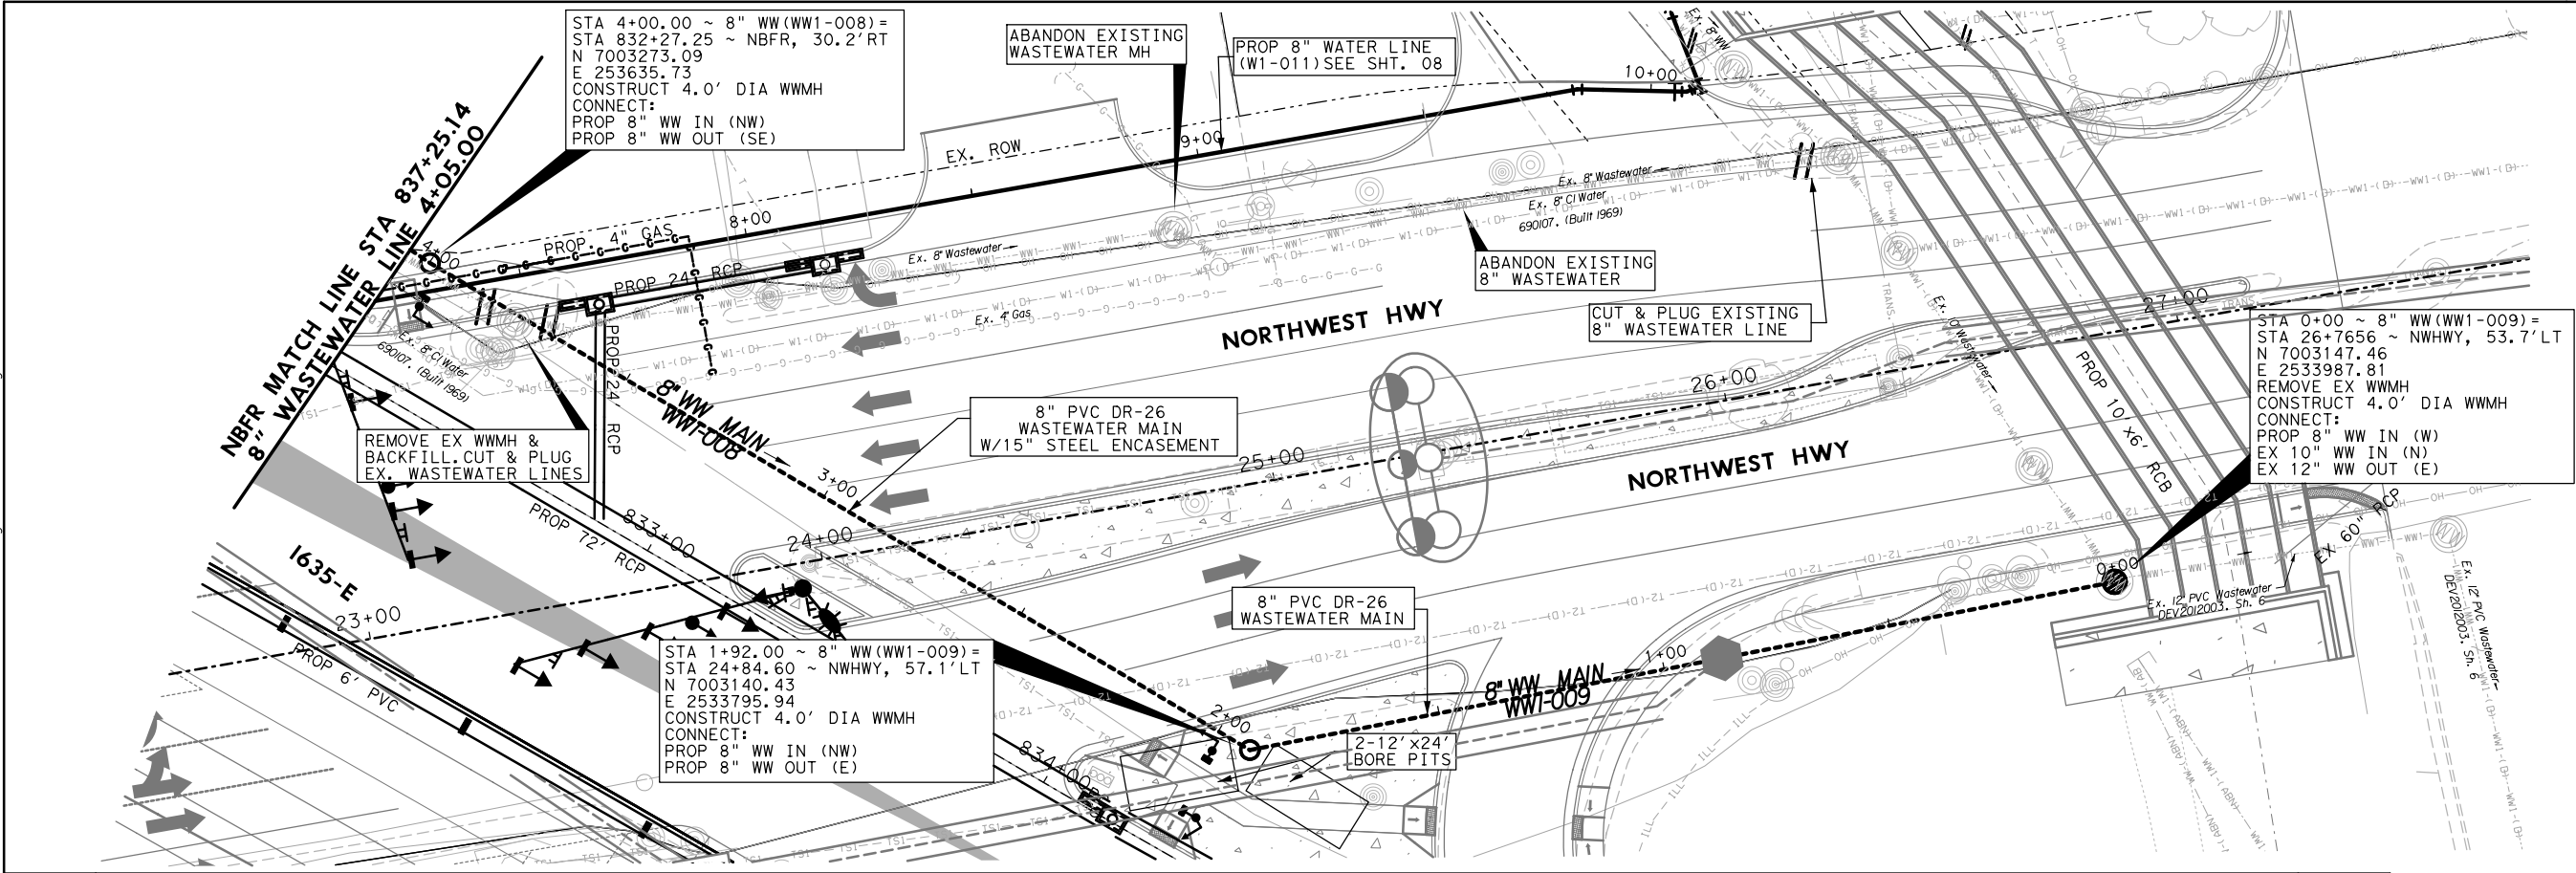 STA 4+00.00 ~ 8" WW(WW1-008)=
STA 832+27.25 ~ NBFR, 30.2'RT
N 7003273.09
E 253635.73
CONSTRUCT 4.0' DIA WWMH
CONNECT:
PROP 8" WW IN (NW)
PROP 8" WW OUT (SE)
ABANDON EXISTING
WASTEWATER MH
PROP 8" WATER LINE
(W1-011)SEE SHT. 08
Ex. 8" WW
10+00
9+00
8+00
EX. ROW
NBFR MATCH LINE STA 837+25.14
8" WASTEWATER LINE 4+05.00
4+00
PROP. 4" GAS
PROP 24" RCP
PROP 24" RCP
Ex. 8" Wastewater
Ex. 8" Wastewater
Ex. 8" CI Water
690107. (Built 1969)
Ex. 4" Gas
Ex. 8" CI Water
690107. (Built 1969)
ABANDON EXISTING
8" WASTEWATER
CUT & PLUG EXISTING
8" WASTEWATER LINE
NORTHWEST HWY
NORTHWEST HWY
TRANS.
Ex. 10" Wastewater
27+00
26+00
25+00
24+00
23+00
STA 0+00 ~ 8" WW(WW1-009)=
STA 26+7656 ~ NWHWY, 53.7'LT
N 7003147.46
E 2533987.81
REMOVE EX WWMH
CONSTRUCT 4.0' DIA WWMH
CONNECT:
PROP 8" WW IN (W)
EX 10" WW IN (N)
EX 12" WW OUT (E)
PROP 10'x6' RCB
EX 60" RCP
REMOVE EX WWMH &
BACKFILL.CUT & PLUG
EX. WASTEWATER LINES
8" WW MAIN
WW1-008
3+00
8" PVC DR-26
WASTEWATER MAIN
W/15" STEEL ENCASEMENT
PROP 72' RCP
833+00
I635-E
PROP 6' PVC
STA 1+92.00 ~ 8" WW(WW1-009)=
STA 24+84.60 ~ NWHWY, 57.1'LT
N 7003140.43
E 2533795.94
CONSTRUCT 4.0' DIA WWMH
CONNECT:
PROP 8" WW IN (NW)
PROP 8" WW OUT (E)
8" PVC DR-26
WASTEWATER MAIN
2+00
8" WW MAIN
WW1-009
1+00
0+00
834+00
2-12'x24'
BORE PITS
Ex. 12" PVC Wastewater
DEV2012003. Sh. 6
Ex. 12" PVC Wastewater
DEV2012003. Sh. 6